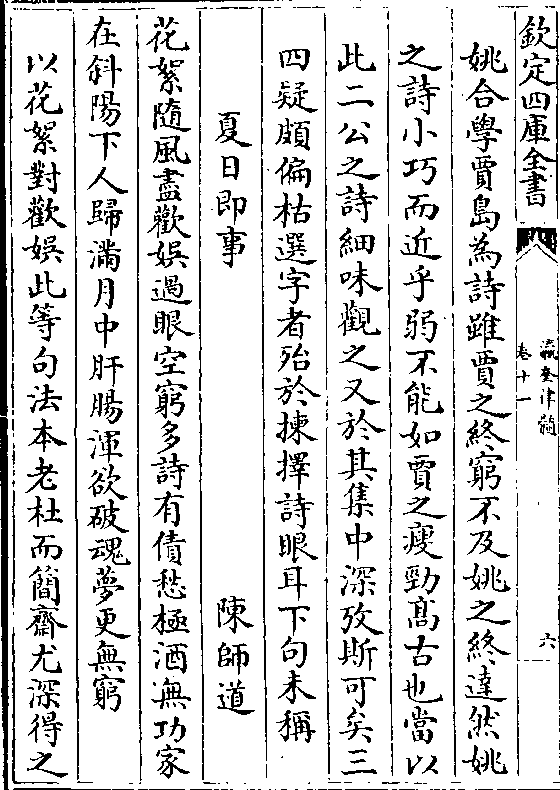 欽定四庫全書
瀛奎律髓
卷十一
六
姚合學賈島為詩雖賈之終窮不及姚之終達然姚
之詩小巧而近乎弱不能如賈之瘦勁高古也當以
此二公之詩細味觀之又於其集中深攷斯可矣三
四疑頗偏枯選字者殆於揀擇詩眼耳下句未稱
夏日即事　陳師道
花絮隨風盡歡娯過眼空窮多詩有債愁極酒無功家
在斜陽下人歸滿月中肝腸渾欲破魂夢更無窮
以花絮對歡娯此等句法本老杜而簡齋尤深得之